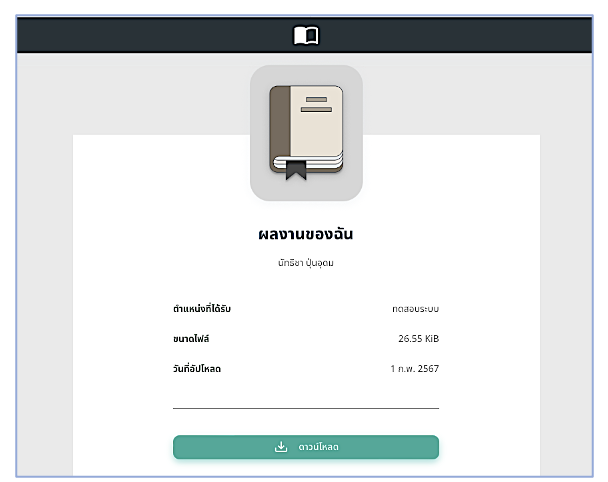 ผลงานของฉัน
นัทธิชา ปุ่นอุดม
ตำแหน่งที่ได้รับ ทดสอบระบบ
ขนาดไฟล์ 26.55 KiB
วันที่อัปโหลด 1 ก.พ. 2567
ดาวน์โหลด